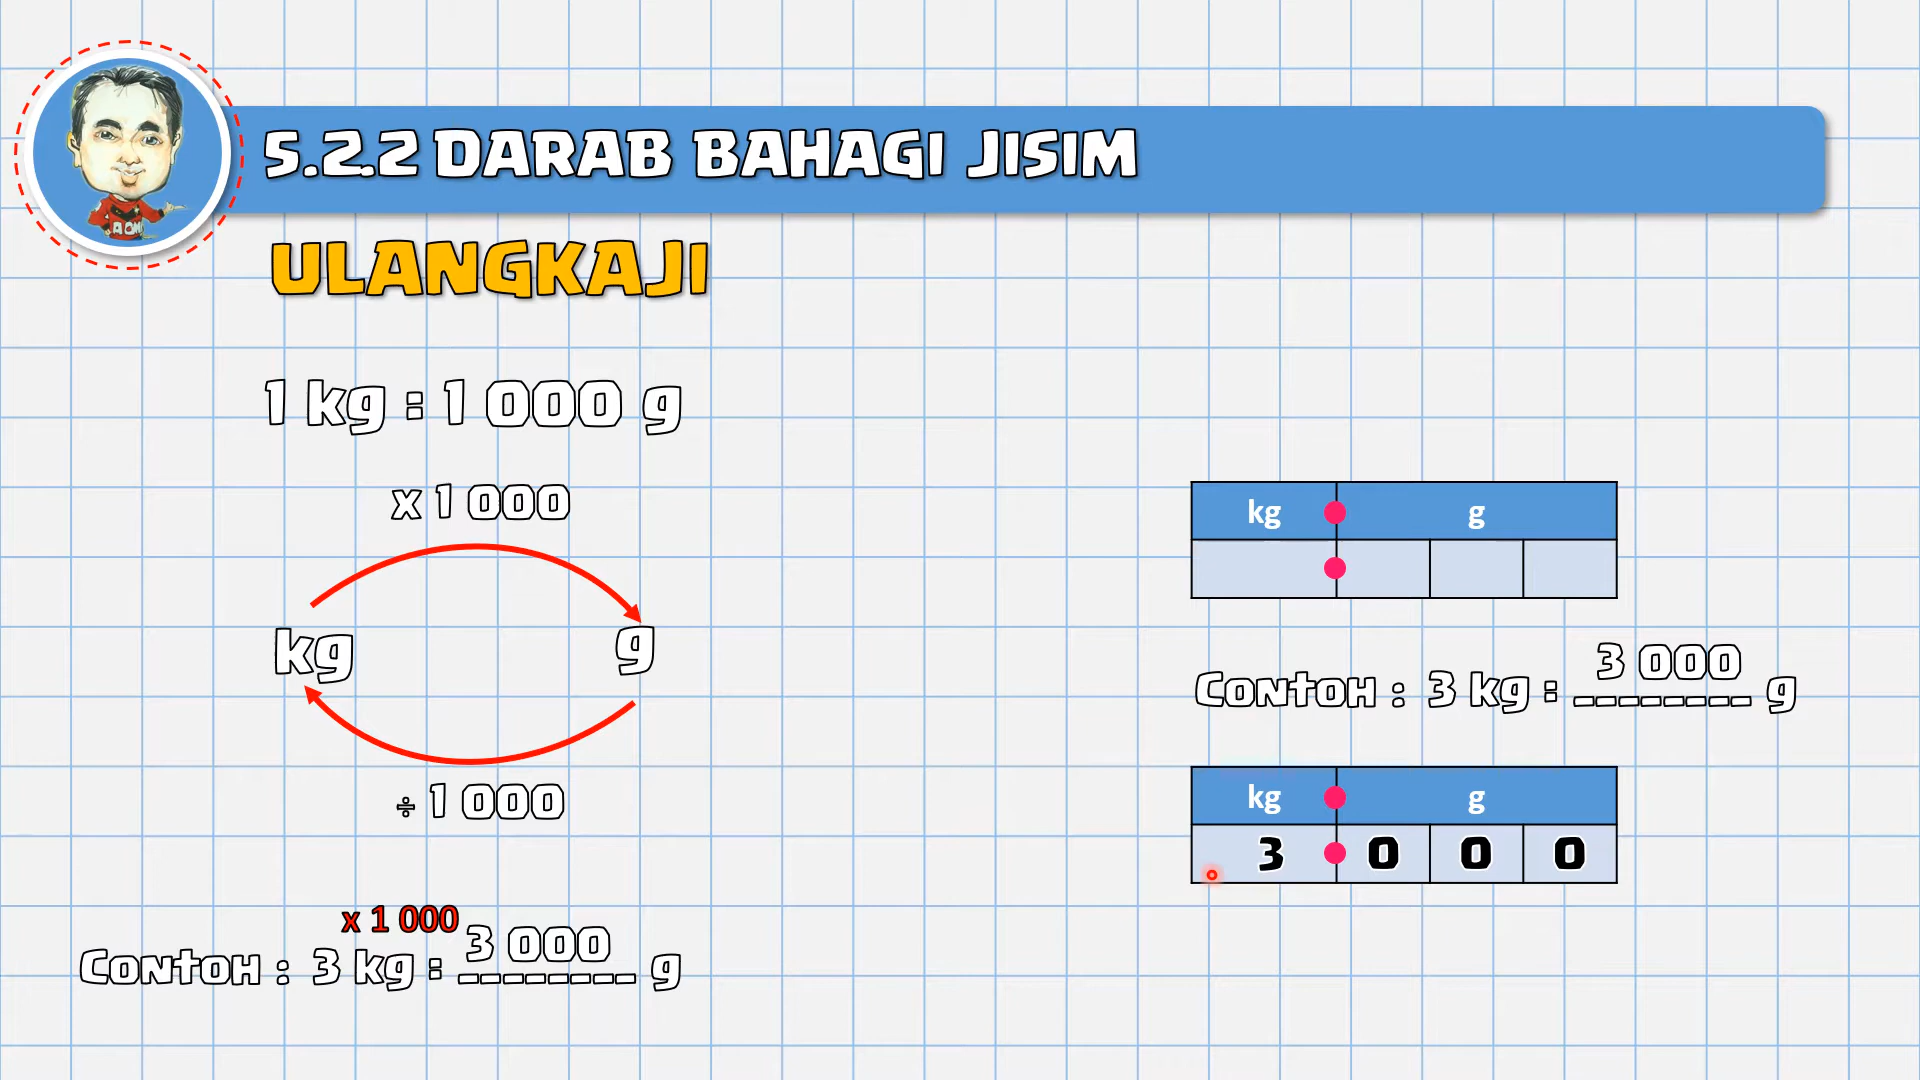 5.2.2 DARAB BAHAGI JISIM
ULANGKAJI
1 kg : 1 000 g
x 1 000
kg g
÷ 1 000
x 1 000
3 000
Contoh : 3 kg : ________ g
kg g
3 000
Contoh : 3 kg : ________ g
kg g
3 0 0 0